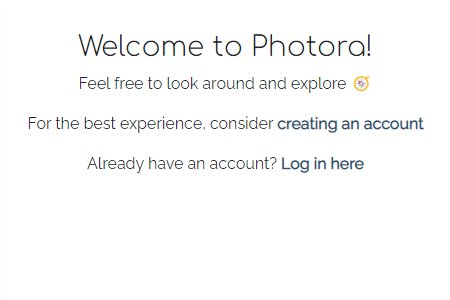 Welcome to Photora!
Feel free to look around and explore 🧭
For the best experience, consider creating an account
Already have an account? Log in here